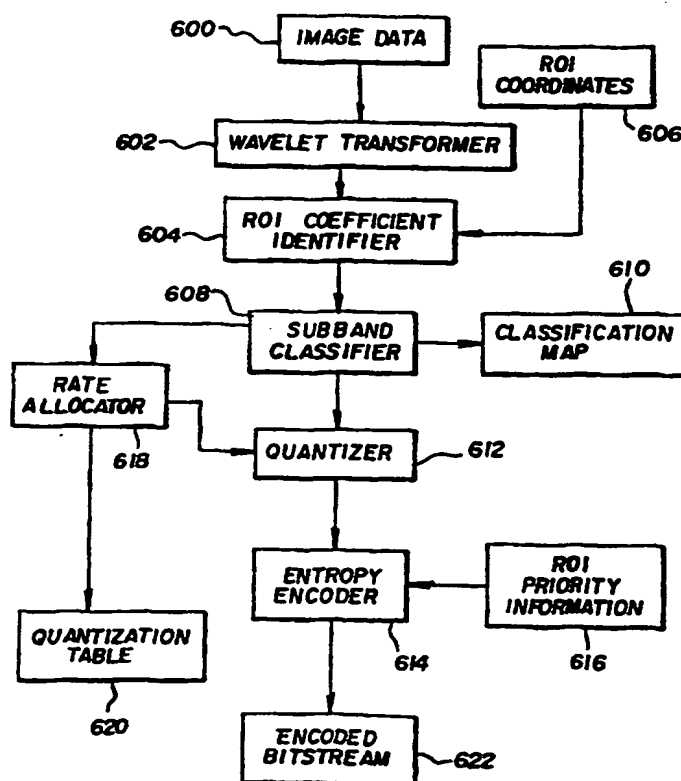 600
IMAGE DATA
ROI
COORDINATES
602
WAVELET TRANSFORMER
606
604
ROI COEFFICIENT
IDENTIFIER
608
SUBBAND
CLASSIFIER
610
CLASSIFICATION
MAP
RATE
ALLOCATOR
618
QUANTIZER
612
ENTROPY
ENCODER
614
ROI
PRIORITY
INFORMATION
616
QUANTIZATION
TABLE
620
ENCODED
BITSTREAM
622